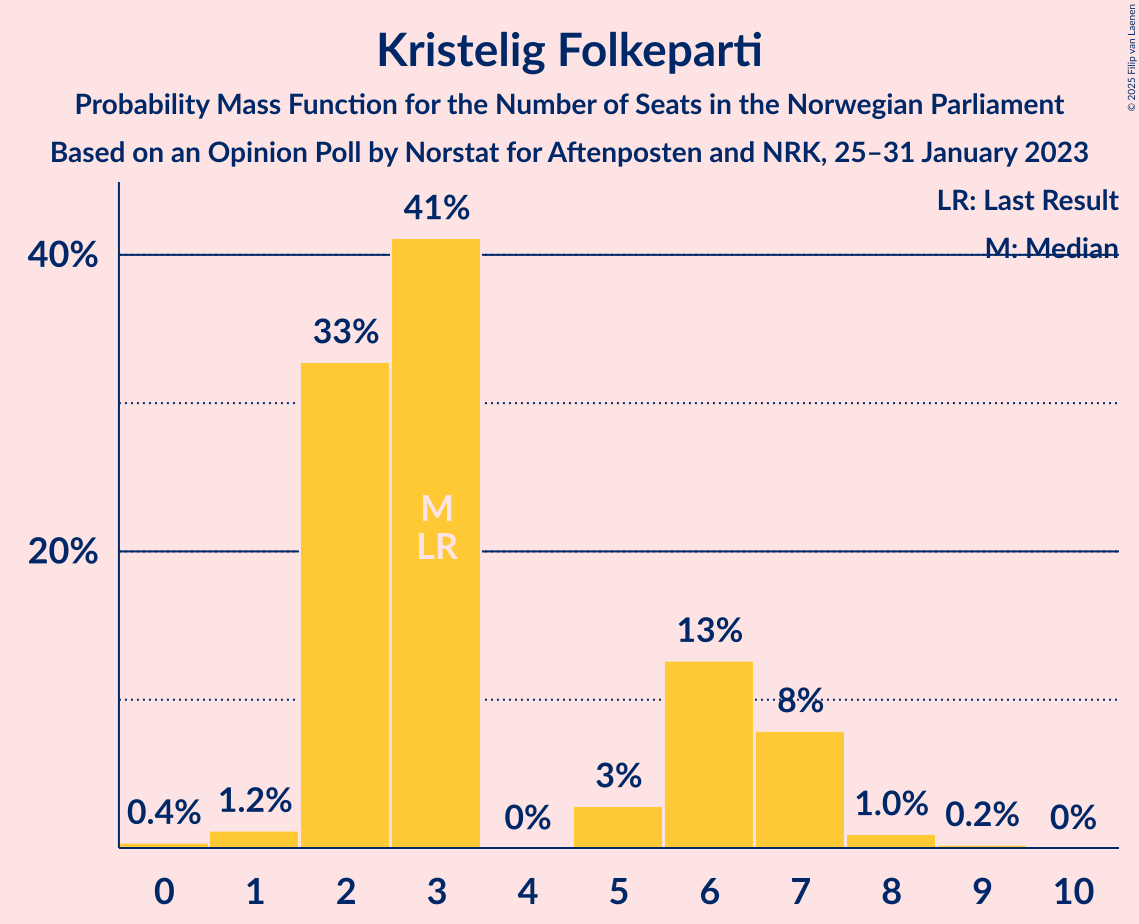 © 2025 Filip van Laenen
Kristelig Folkeparti
Probability Mass Function for the Number of Seats in the Norwegian Parliament
Based on an Opinion Poll by Norstat for Aftenposten and NRK, 25–31 January 2023
LR: Last Result
M: Median
40%
20%
0.4%
1.2%
33%
41%
M
LR
0%
3%
13%
8%
1.0%
0.2%
0%
0 1 2 3 4 5 6 7 8 9 10